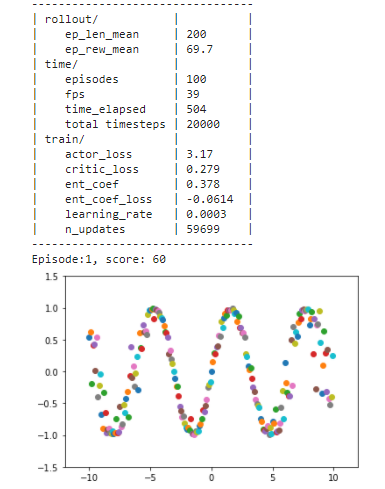 ----------------------------------
| rollout/ | |
| ep_len_mean | 200 |
| ep_rew_mean | 69.7 |
| time/ | |
| episodes | 100 |
| fps | 39 |
| time_elapsed | 504 |
| total timesteps | 20000 |
| train/ | |
| actor_loss | 3.17 |
| critic_loss | 0.279 |
| ent_coef | 0.378 |
| ent_coef_loss | -0.0614 |
| learning_rate | 0.0003 |
| n_updates | 59699 |
----------------------------------
Episode:1, score: 60
1.5
1.0
0.5
0.0
−0.5
−1.0
−1.5
−10 −5 0 5 10